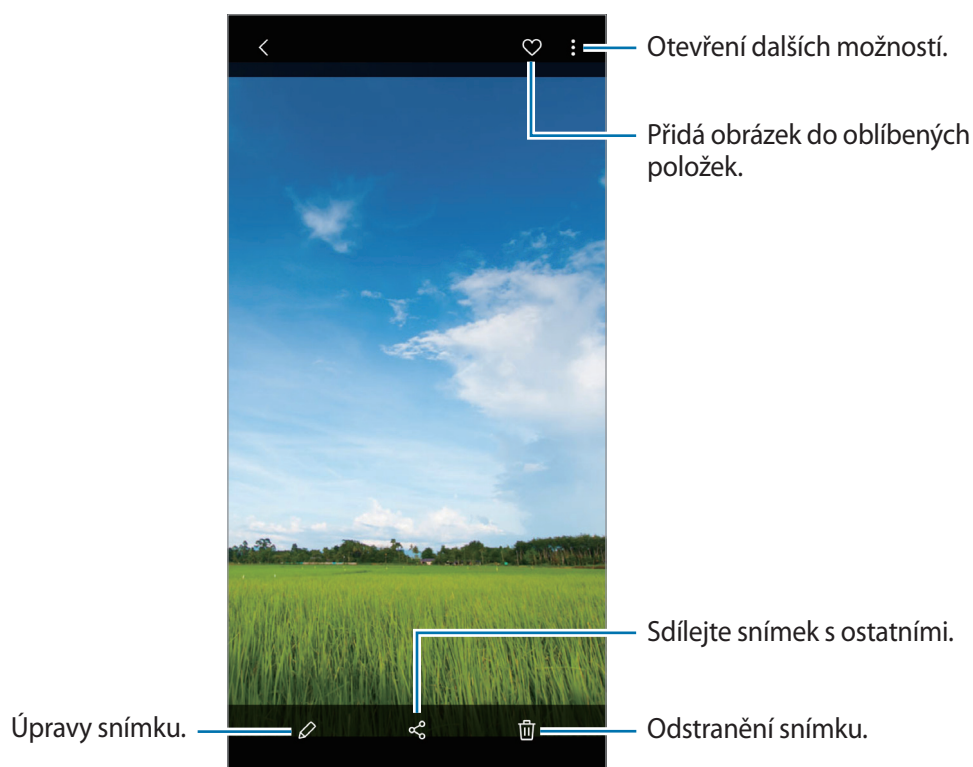 Otevření dalších možností.
Přidá obrázek do oblíbených
položek.
Sdílejte snímek s ostatními.
Úpravy snímku.
Odstranění snímku.